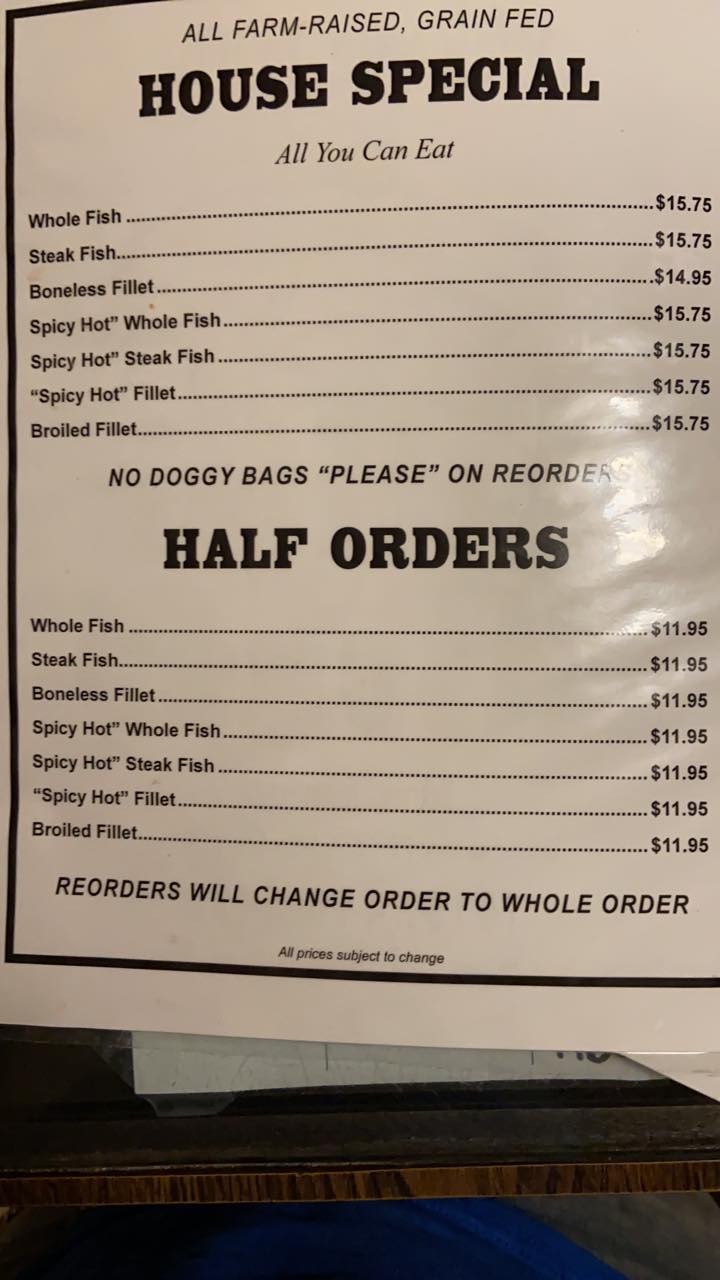 ALL FARM-RAISED, GRAIN FED
HOUSE SPECIAL
All You Can Eat
Whole Fish ........ $15.75
Steak Fish ........ $15.75
Boneless Fillet ........ $14.95
Spicy Hot” Whole Fish ........ $15.75
Spicy Hot” Steak Fish ........ $15.75
“Spicy Hot” Fillet ........ $15.75
Broiled Fillet ........ $15.75
NO DOGGY BAGS “PLEASE” ON REORDERS
HALF ORDERS
Whole Fish ........ $11.95
Steak Fish ........ $11.95
Boneless Fillet ........ $11.95
Spicy Hot” Whole Fish ........ $11.95
Spicy Hot” Steak Fish ........ $11.95
“Spicy Hot” Fillet ........ $11.95
Broiled Fillet ........ $11.95
REORDERS WILL CHANGE ORDER TO WHOLE ORDER
All prices subject to change